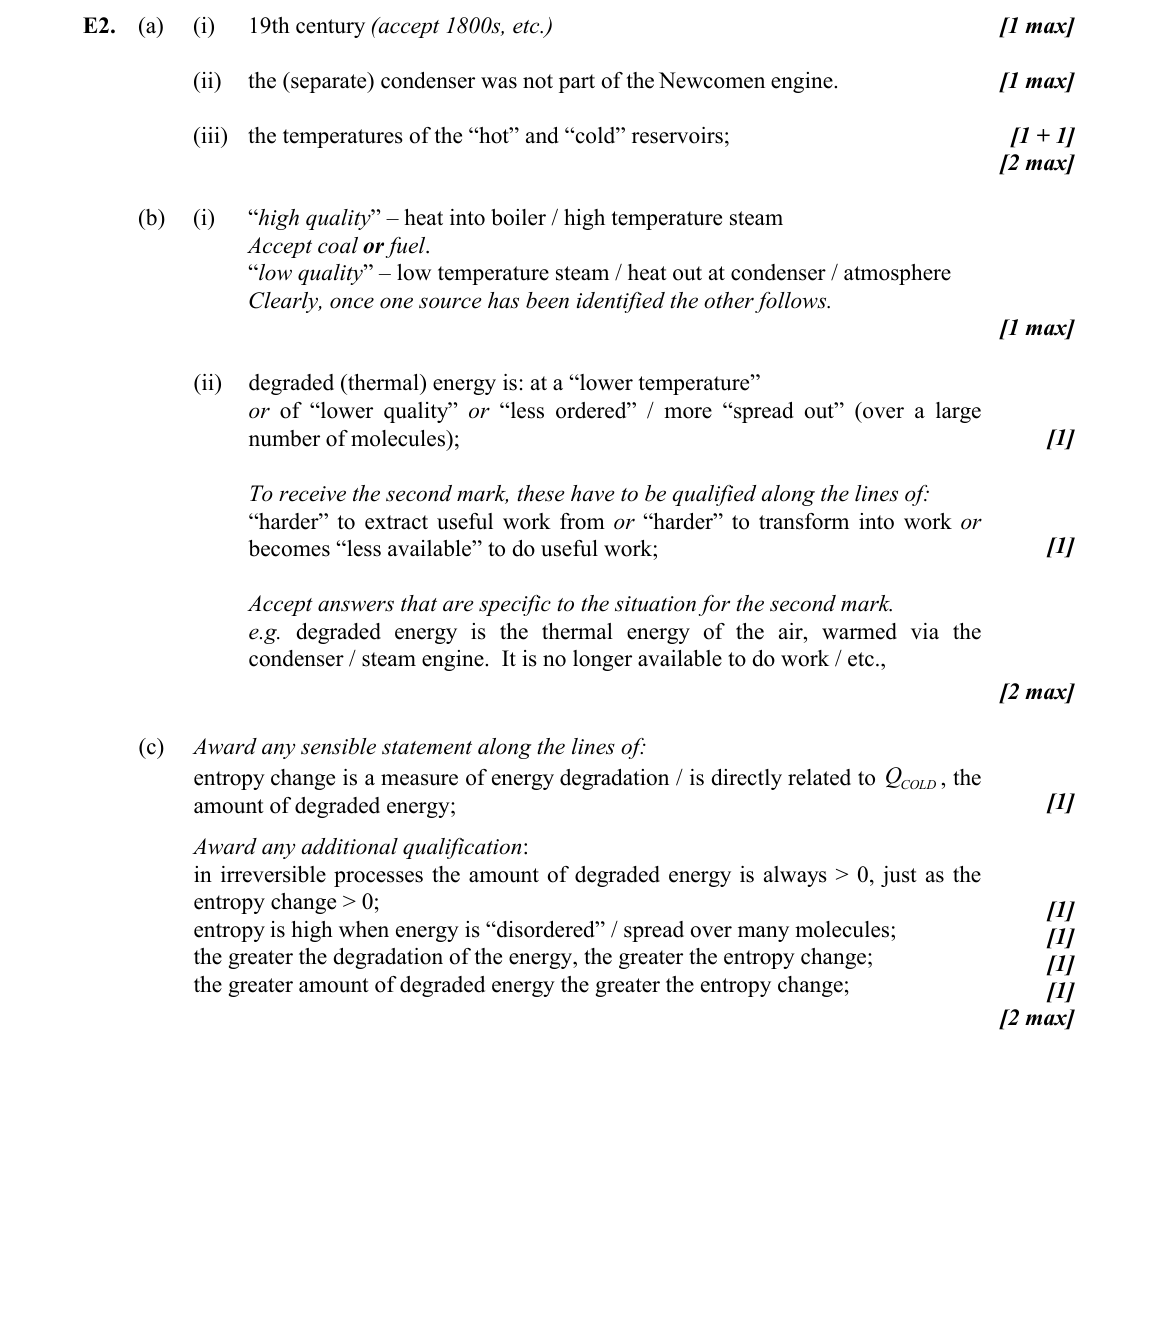 E2. (a) (i) 19th century (accept 1800s, etc.) [1 max]
(ii) the (separate) condenser was not part of the Newcomen engine. [1 max]
(iii) the temperatures of the “hot” and “cold” reservoirs; [1 + 1]
[2 max]
(b) (i) “high quality” – heat into boiler / high temperature steam
Accept coal or fuel.
“low quality” – low temperature steam / heat out at condenser / atmosphere
Clearly, once one source has been identified the other follows.
[1 max]
(ii) degraded (thermal) energy is: at a “lower temperature”
or of “lower quality” or “less ordered” / more “spread out” (over a large
number of molecules); [1]
To receive the second mark, these have to be qualified along the lines of:
“harder” to extract useful work from or “harder” to transform into work or
becomes “less available” to do useful work; [1]
Accept answers that are specific to the situation for the second mark.
e.g. degraded energy is the thermal energy of the air, warmed via the
condenser / steam engine. It is no longer available to do work / etc.,
[2 max]
(c) Award any sensible statement along the lines of:
entropy change is a measure of energy degradation / is directly related to Q_COLD, the
amount of degraded energy; [1]
Award any additional qualification:
in irreversible processes the amount of degraded energy is always > 0, just as the
entropy change > 0; [1]
entropy is high when energy is “disordered” / spread over many molecules; [1]
the greater the degradation of the energy, the greater the entropy change; [1]
the greater amount of degraded energy the greater the entropy change; [1]
[2 max]